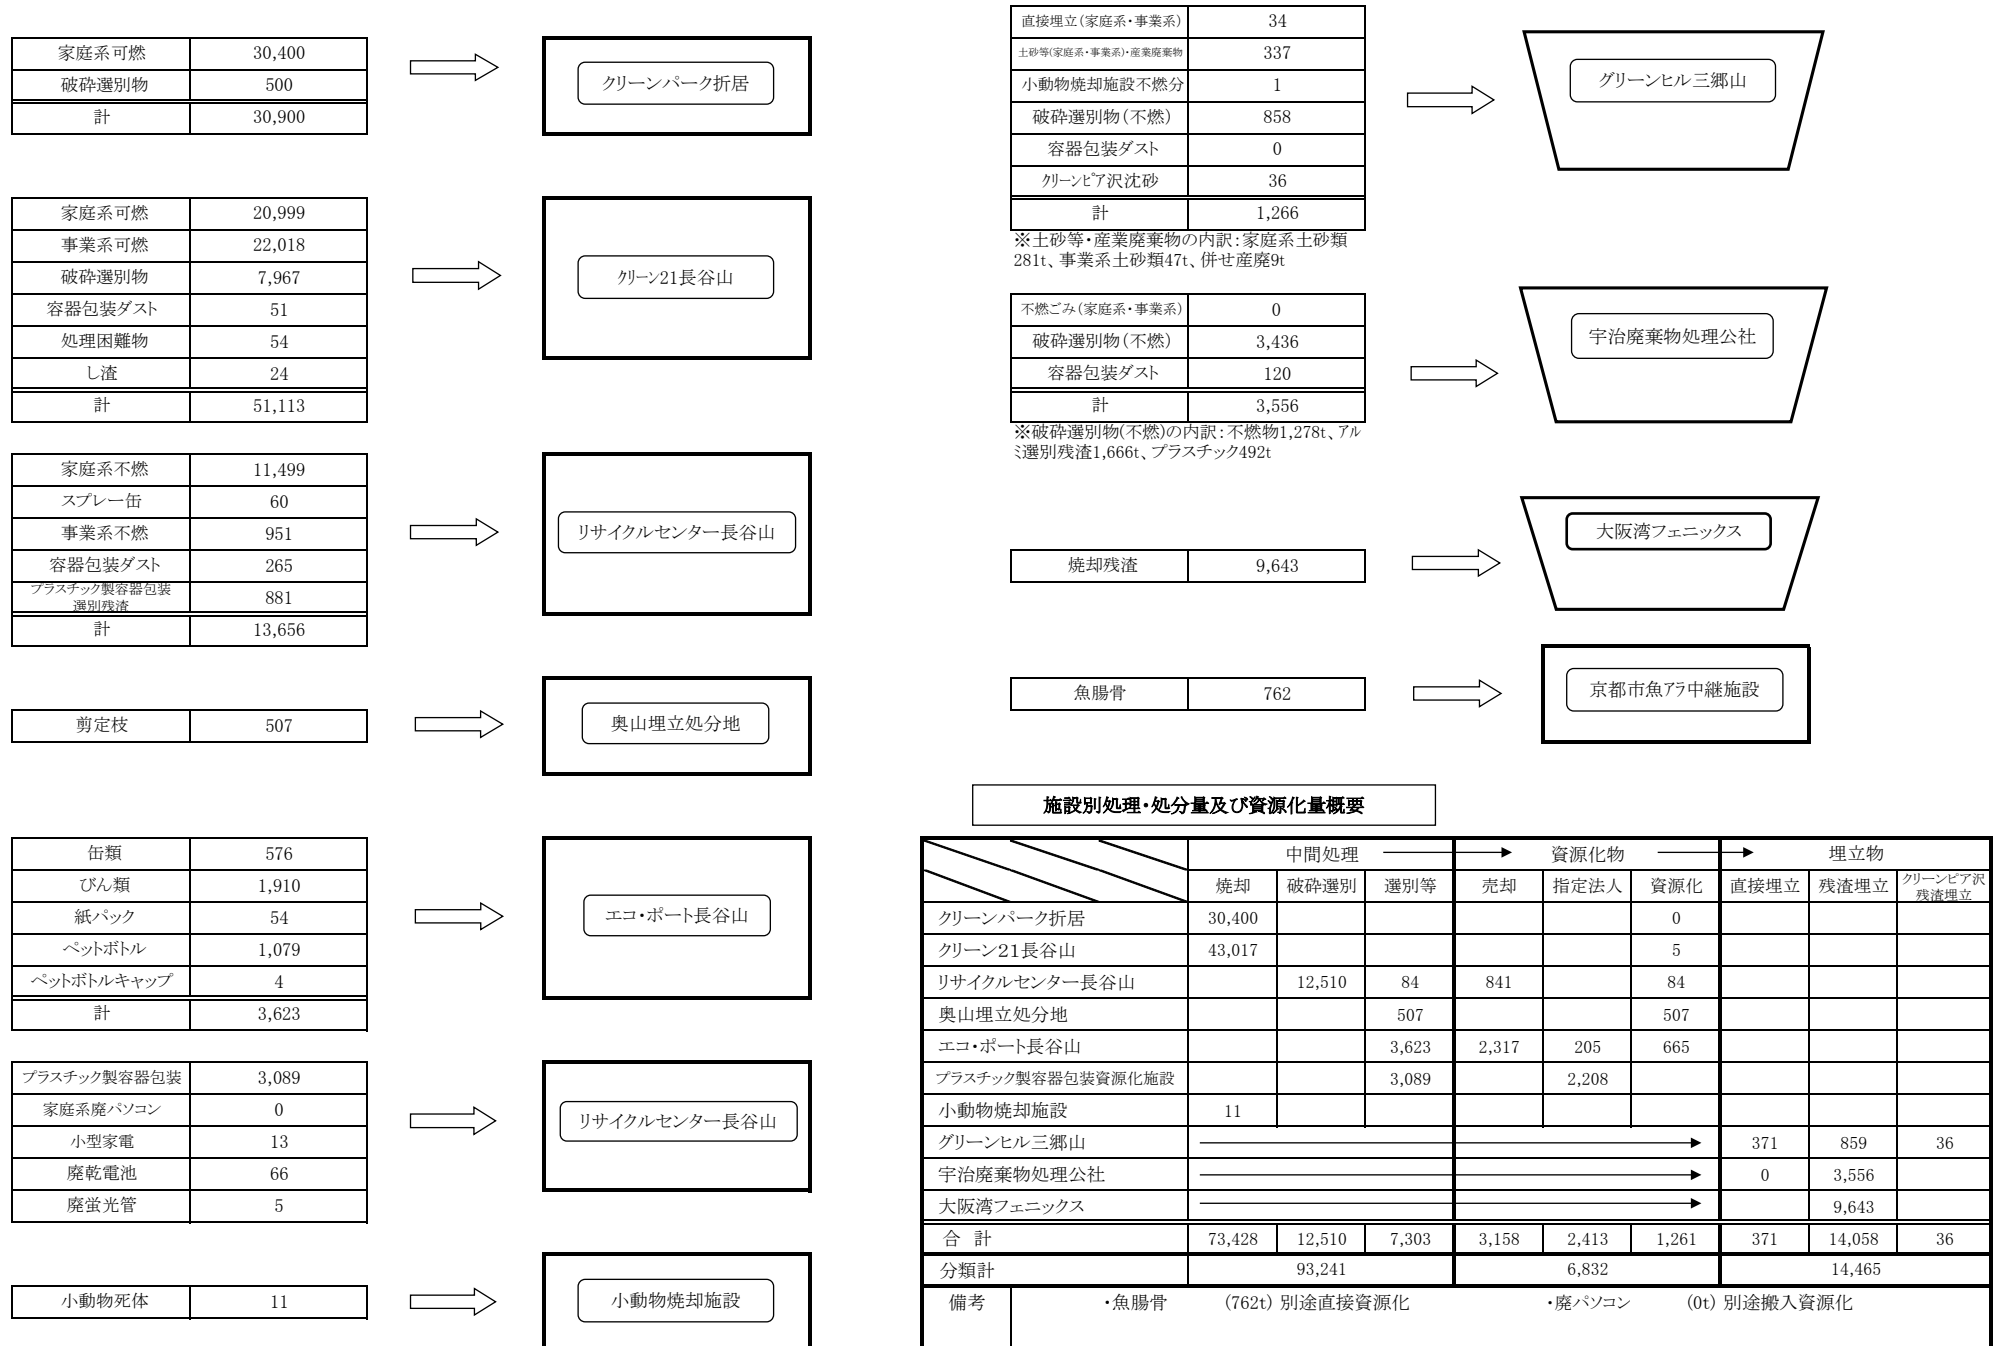 家庭系可燃 30,400
破砕選別物 500
計 30,900
クリーンパーク折居
家庭系可燃 20,999
事業系可燃 22,018
破砕選別物 7,967
容器包装ダスト 51
処理困難物 54
し渣 24
計 51,113
クリーン21長谷山
家庭系不燃 11,499
スプレー缶 60
事業系不燃 951
容器包装ダスト 265
プラスチック製容器包装
選別残渣 881
計 13,656
リサイクルセンター長谷山
剪定枝 507
奥山埋立処分地
缶類 576
びん類 1,910
紙パック 54
ペットボトル 1,079
ペットボトルキャップ 4
計 3,623
エコ・ポート長谷山
プラスチック製容器包装 3,089
家庭系廃パソコン 0
小型家電 13
廃乾電池 66
廃蛍光管 5
リサイクルセンター長谷山
小動物死体 11
小動物焼却施設
直接埋立(家庭系・事業系) 34
土砂等(家庭系・事業系)・産業廃棄物 337
小動物焼却施設不燃分 1
破砕選別物(不燃) 858
容器包装ダスト 0
クリーンピア沢沈砂 36
計 1,266
※土砂等・産業廃棄物の内訳:家庭系土砂類
281t、事業系土砂類47t、併せ産廃9t
グリーンヒル三郷山
不燃ごみ(家庭系・事業系) 0
破砕選別物(不燃) 3,436
容器包装ダスト 120
計 3,556
※破砕選別物(不燃)の内訳:不燃物1,278t、アル
ミ選別残渣1,666t、プラスチック492t
宇治廃棄物処理公社
焼却残渣 9,643
大阪湾フェニックス
魚腸骨 762
京都市魚アラ中継施設
施設別処理・処分量及び資源化量概要
中間処理 資源化物 埋立物
焼却 破砕選別 選別等 売却 指定法人 資源化 直接埋立 残渣埋立 クリーンピア沢
残渣埋立
クリーンパーク折居 30,400 0
クリーン21長谷山 43,017 5
リサイクルセンター長谷山 12,510 84 841 84
奥山埋立処分地 507 507
エコ・ポート長谷山 3,623 2,317 205 665
プラスチック製容器包装資源化施設 3,089 2,208
小動物焼却施設 11
グリーンヒル三郷山 371 859 36
宇治廃棄物処理公社 0 3,556
大阪湾フェニックス 9,643
合 計 73,428 12,510 7,303 3,158 2,413 1,261 371 14,058 36
分類計 93,241 6,832 14,465
備考 ・魚腸骨 (762t) 別途直接資源化 ・廃パソコン (0t) 別途搬入資源化